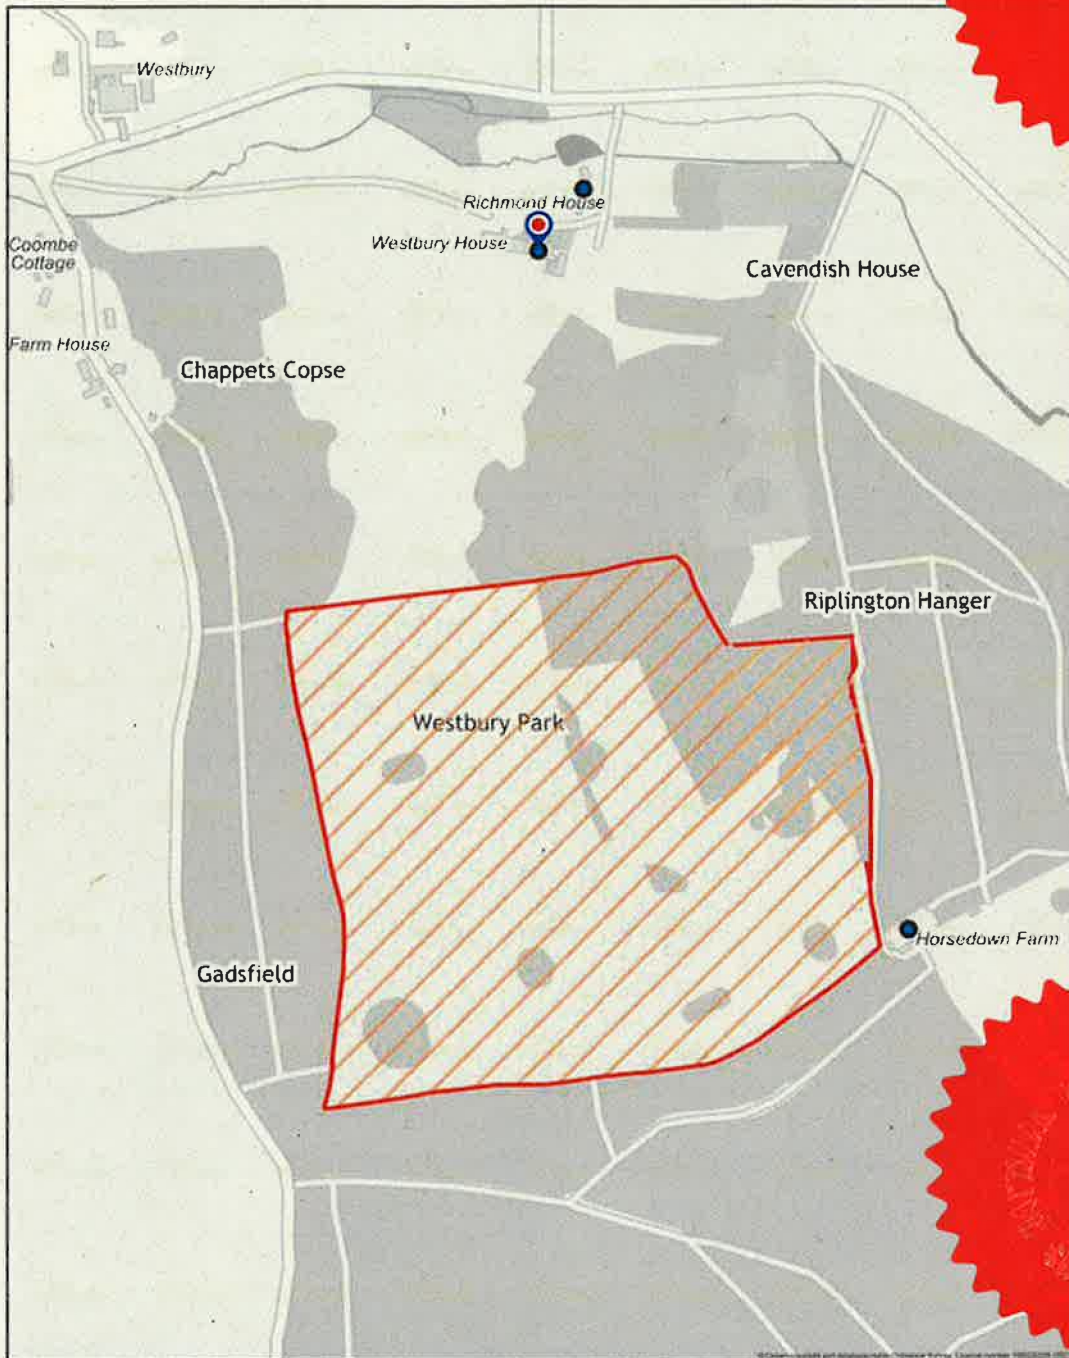 Westbury
Richmond House
Westbury House
Coombe
Cottage
Cavendish House
Farm House
Chappets Copse
Riplington Hanger
Westbury Park
Horsedown Farm
Gadsfield